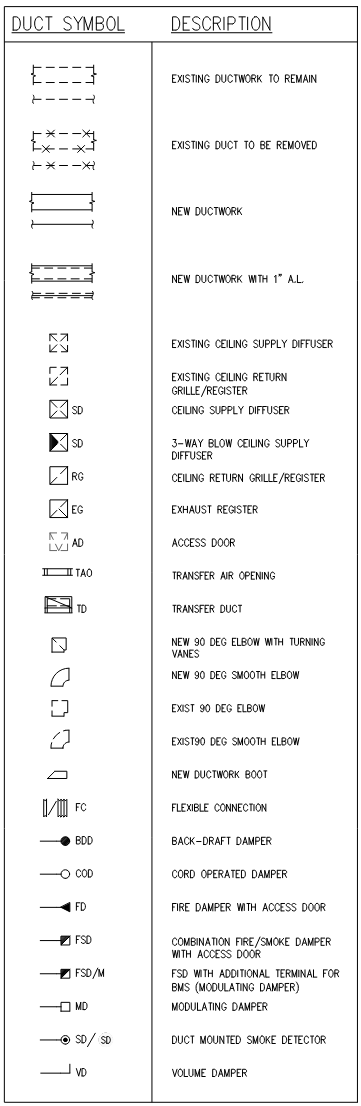 DUCT SYMBOL DESCRIPTION
EXISTING DUCTWORK TO REMAIN
EXISTING DUCT TO BE REMOVED
NEW DUCTWORK
NEW DUCTWORK WITH 1" A.L.
EXISTING CEILING SUPPLY DIFFUSER
EXISTING CEILING RETURN
GRILLE/REGISTER
SD CEILING SUPPLY DIFFUSER
SD 3-WAY BLOW CEILING SUPPLY
DIFFUSER
RG CEILING RETURN GRILLE/REGISTER
EG EXHAUST REGISTER
AD ACCESS DOOR
TAO TRANSFER AIR OPENING
TD TRANSFER DUCT
NEW 90 DEG ELBOW WITH TURNING
VANES
NEW 90 DEG SMOOTH ELBOW
EXIST 90 DEG ELBOW
EXIST90 DEG SMOOTH ELBOW
NEW DUCTWORK BOOT
FC FLEXIBLE CONNECTION
BDD BACK-DRAFT DAMPER
COD CORD OPERATED DAMPER
FD FIRE DAMPER WITH ACCESS DOOR
FSD COMBINATION FIRE/SMOKE DAMPER
WITH ACCESS DOOR
FSD/M FSD WITH ADDITIONAL TERMINAL FOR
BMS (MODULATING DAMPER)
MD MODULATING DAMPER
SD/ SD DUCT MOUNTED SMOKE DETECTOR
VD VOLUME DAMPER